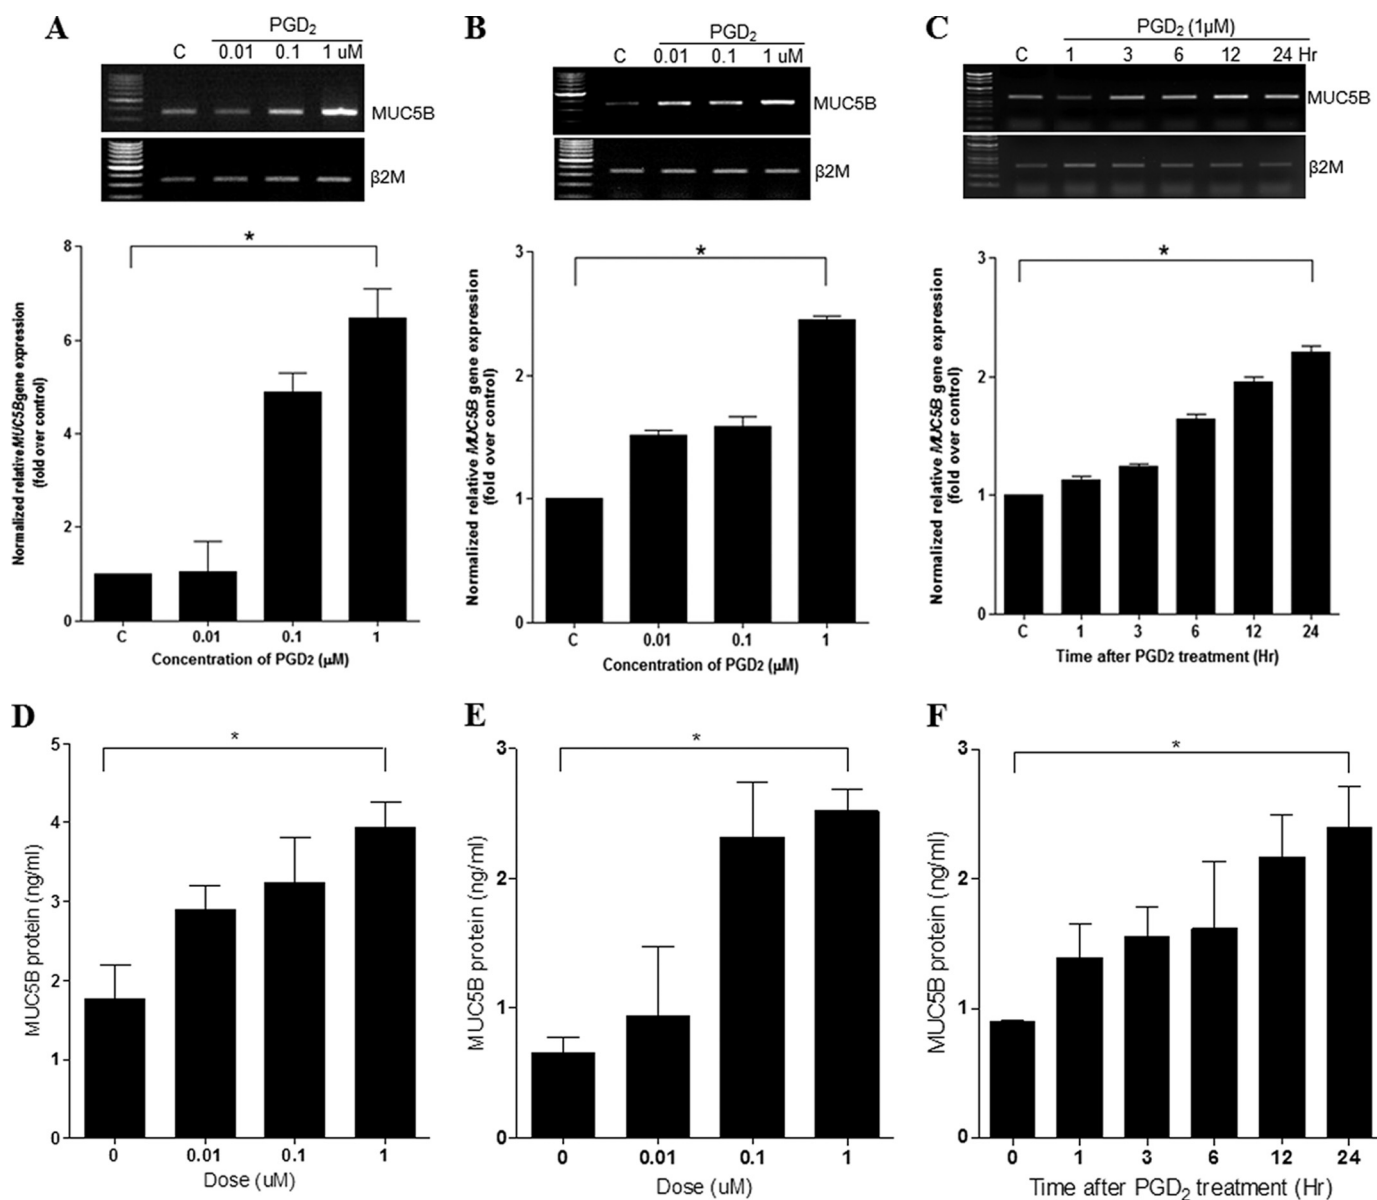 A
PGD2
C 0.01 0.1 1 uM
MUC5B
β2M
8
6
4
2
0
Normalized relative MUC5B gene expression
(fold over control)
*
C 0.01 0.1 1
Concentration of PGD2 (μM)
B
PGD2
C 0.01 0.1 1 uM
MUC5B
β2M
3
2
1
0
Normalized relative MUC5B gene expression
(fold over control)
*
C 0.01 0.1 1
Concentration of PGD2 (μM)
C
PGD2 (1μM)
C 1 3 6 12 24 Hr
MUC5B
β2M
3
2
1
0
Normalized relative MUC5B gene expression
(fold over control)
*
C 1 3 6 12 24
Time after PGD2 treatment (Hr)
D
5
4
3
2
1
0
MUC5B protein (ng/ml)
*
0 0.01 0.1 1
Dose (uM)
E
3
2
1
0
MUC5B protein (ng/ml)
*
0 0.01 0.1 1
Dose (uM)
F
3
2
1
0
MUC5B protein (ng/ml)
*
0 1 3 6 12 24
Time after PGD2 treatment (Hr)